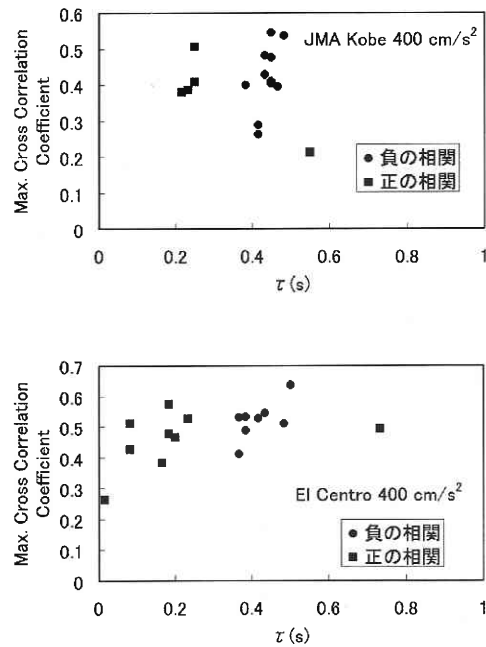 Max. Cross Correlation
Coefficient
0.6
0.5
0.4
0.3
0.2
0.1
0
JMA Kobe 400 cm/s²
● 負の相関
■ 正の相関
0 0.2 0.4 0.6 0.8 1
τ(s)
Max. Cross Correlation
Coefficient
0.7
0.6
0.5
0.4
0.3
0.2
0.1
0
El Centro 400 cm/s²
● 負の相関
■ 正の相関
0 0.2 0.4 0.6 0.8 1
τ(s)